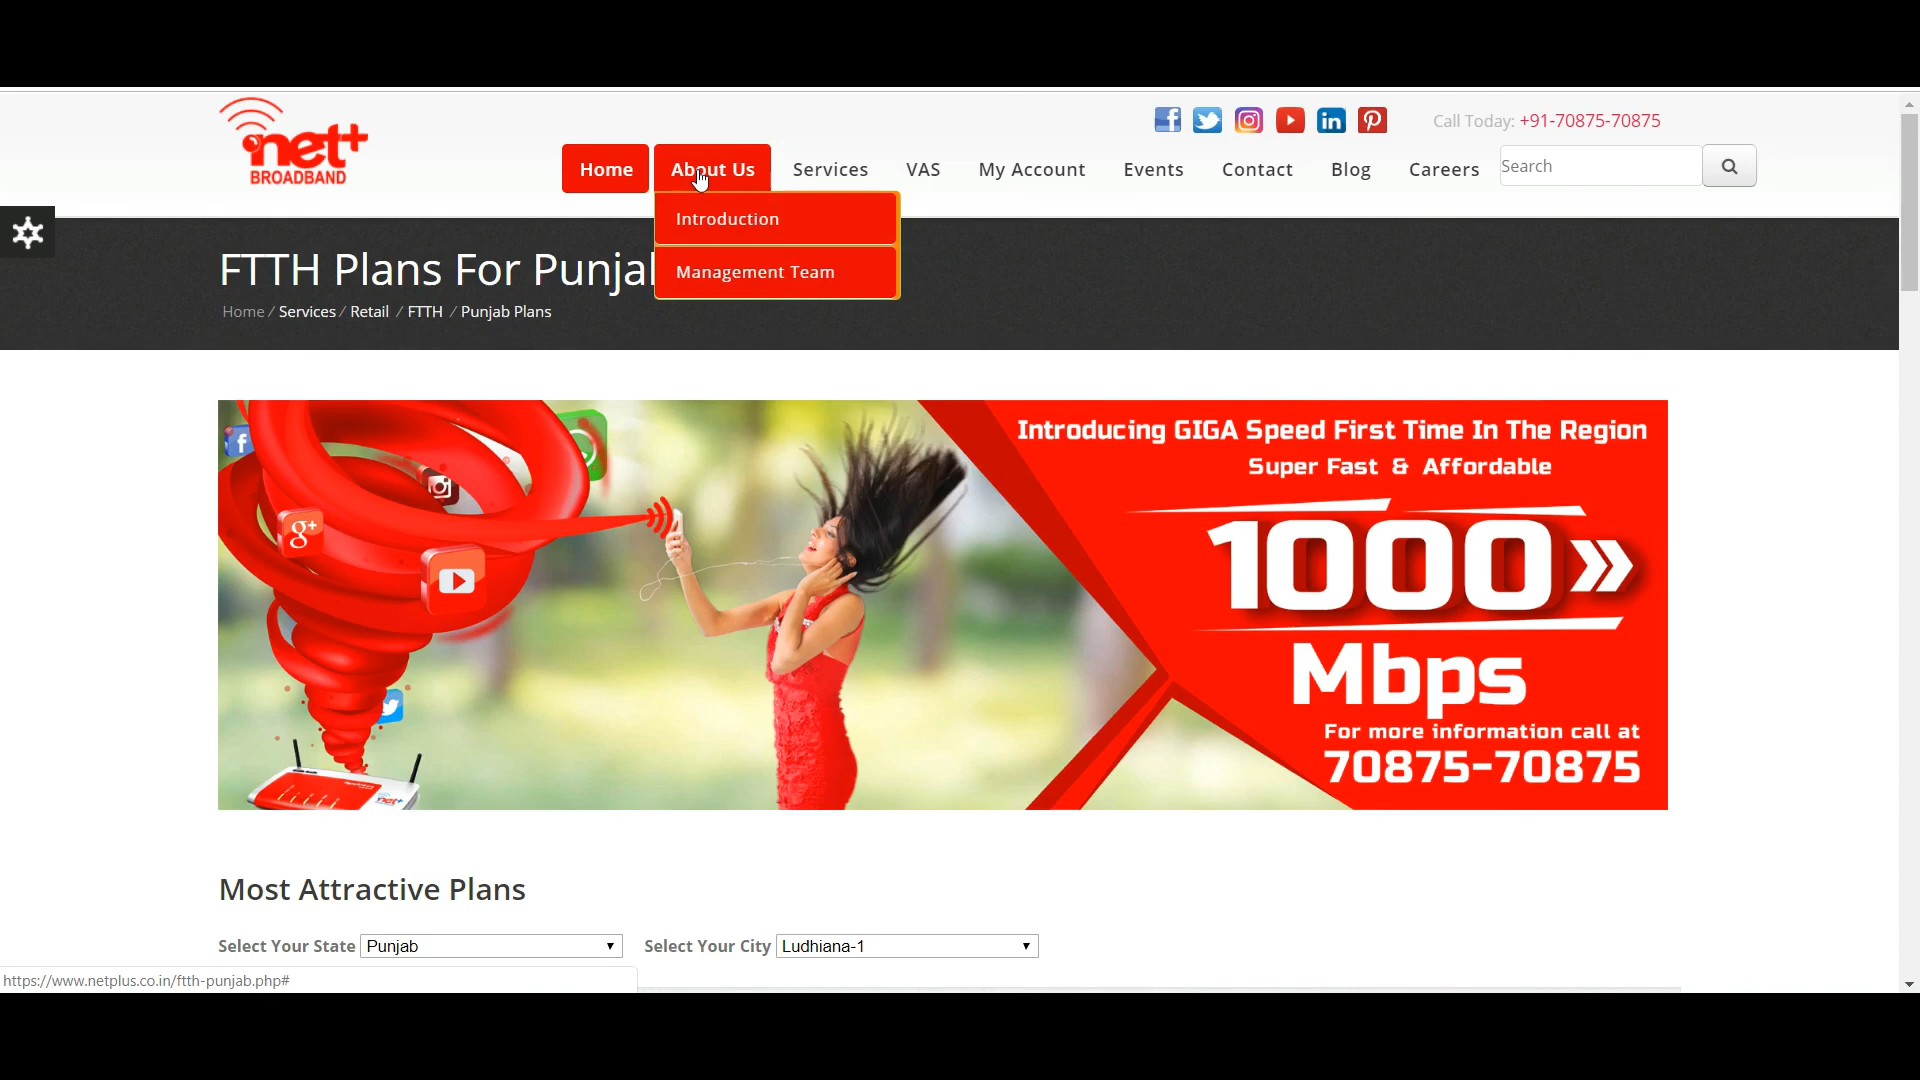 net+
BROADBAND
Call Today: +91-70875-70875
Home
About Us
Services
VAS
My Account
Events
Contact
Blog
Careers
Search
Introduction
Management Team
FTTH Plans For Punjal
Home / Services / Retail / FTTH / Punjab Plans
Introducing GIGA Speed First Time In The Region
Super Fast & Affordable
1000
Mbps
For more information call at
70875-70875
Most Attractive Plans
Select Your State Punjab
Select Your City Ludhiana-1
https://www.netplus.co.in/ftth-punjab.php#